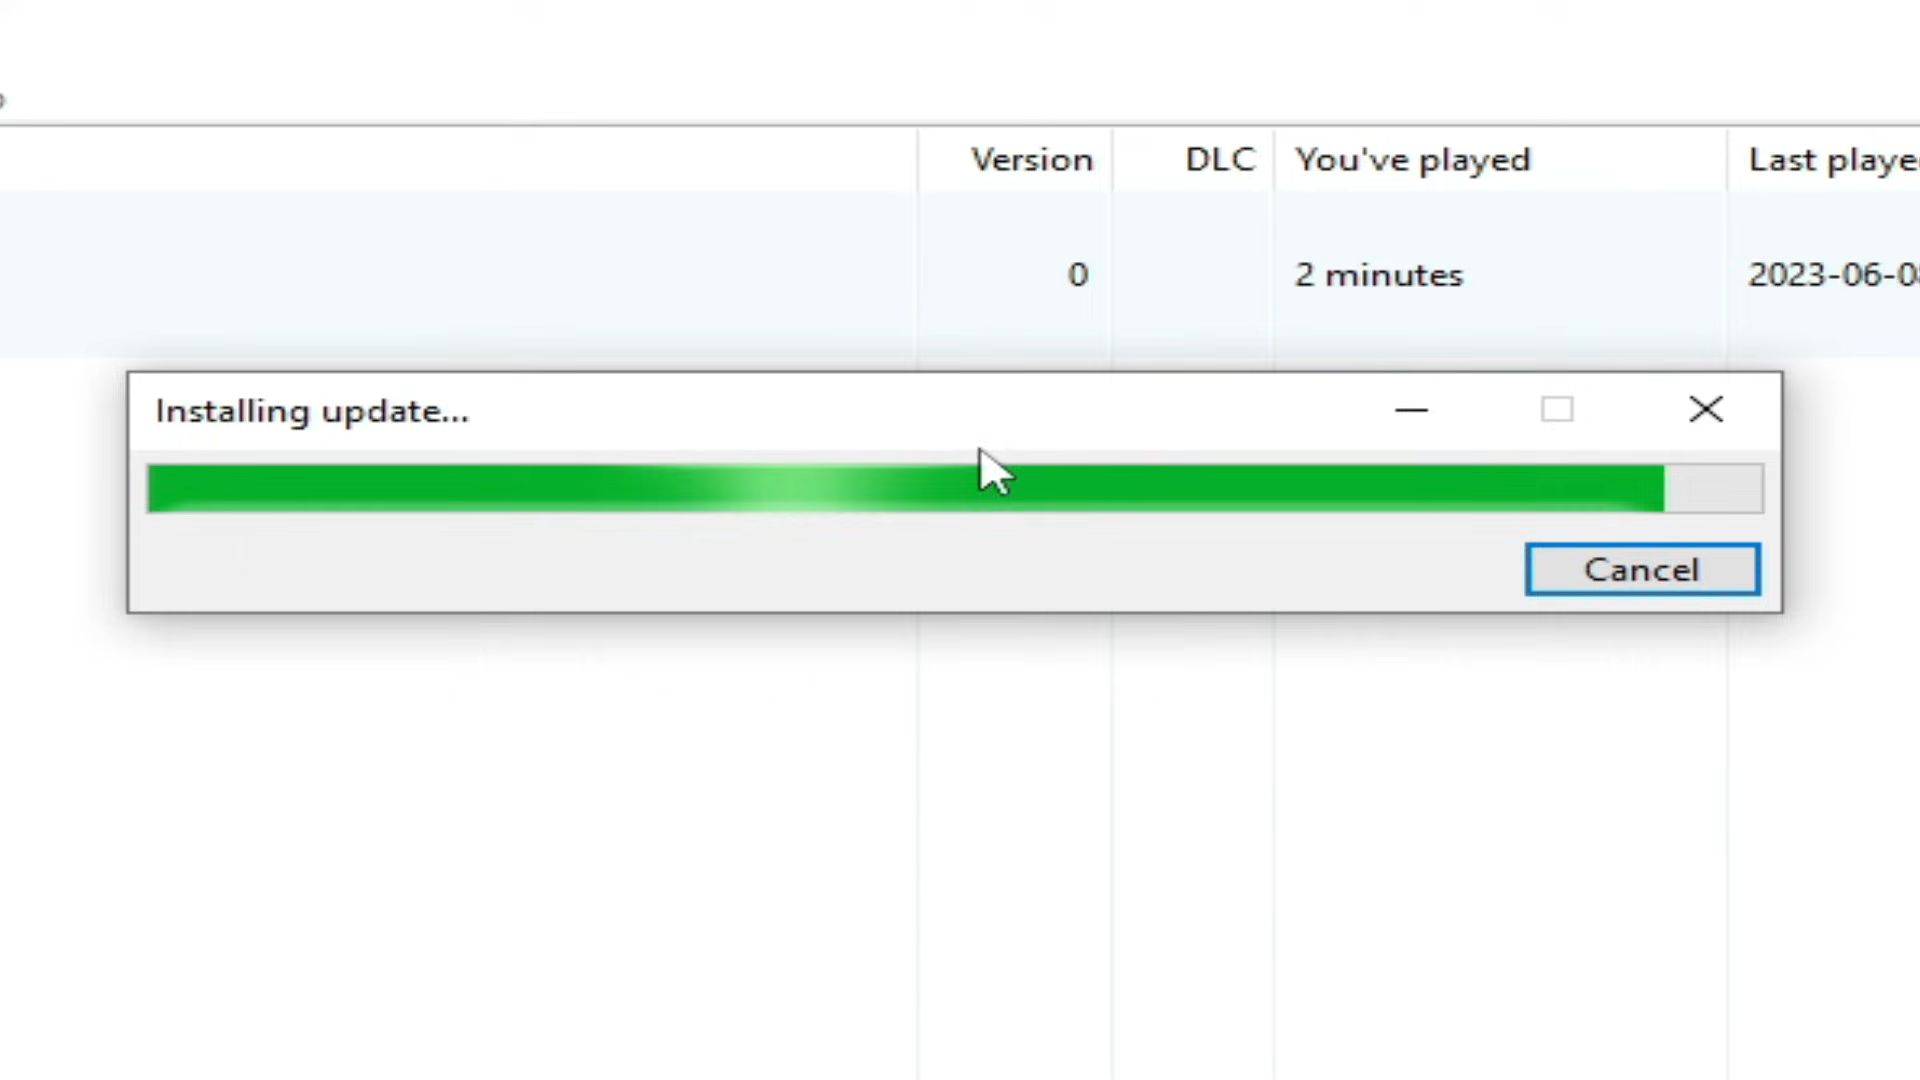 Version DLC You've played Last playe
0 2 minutes 2023-06-0
Installing update...
Cancel